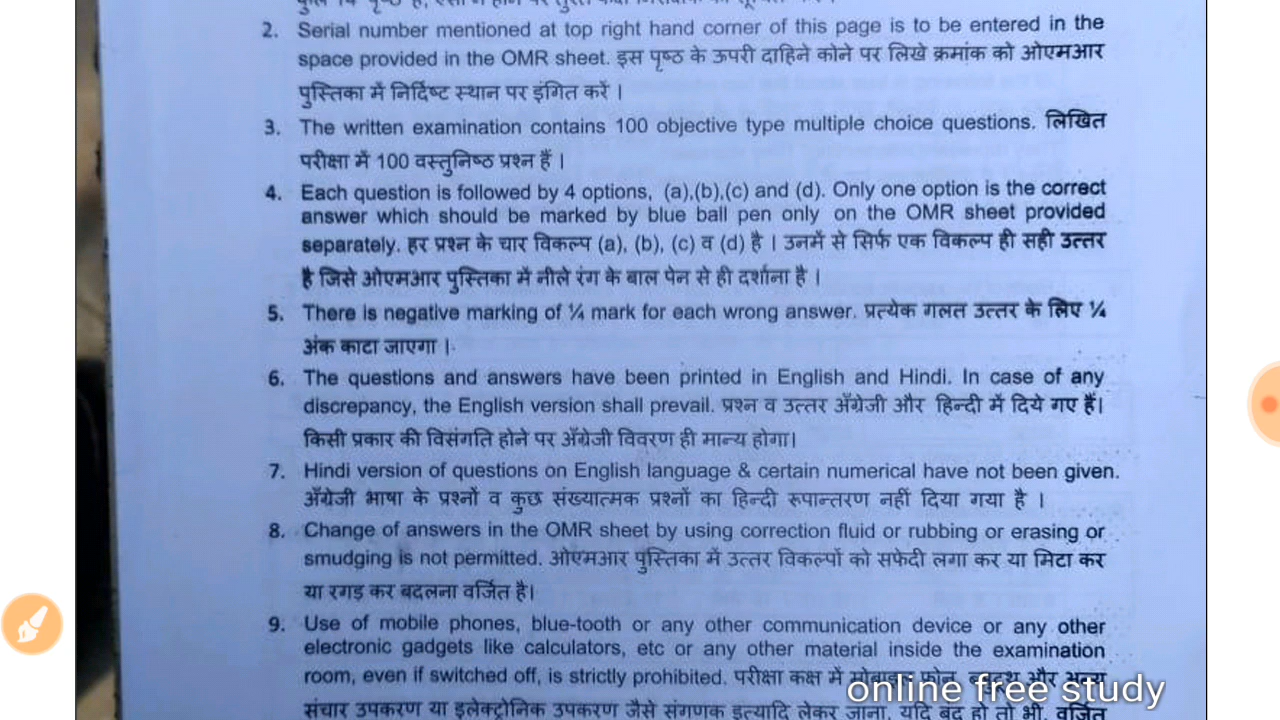 2. Serial number mentioned at top right hand corner of this page is to be entered in the
space provided in the OMR sheet. इस पृष्ठ के ऊपरी दाहिने कोने पर लिखे क्रमांक को ओएमआर
पुस्तिका में निर्दिष्ट स्थान पर इंगित करें ।
3. The written examination contains 100 objective type multiple choice questions. लिखित
परीक्षा में 100 वस्तुनिष्ठ प्रश्न हैं ।
4. Each question is followed by 4 options, (a),(b),(c) and (d). Only one option is the correct
answer which should be marked by blue ball pen only on the OMR sheet provided
separately. हर प्रश्न के चार विकल्प (a), (b), (c) व (d) है । उनमें से सिर्फ एक विकल्प ही सही उत्तर
है जिसे ओएमआर पुस्तिका में नीले रंग के बाल पेन से ही दर्शाना है ।
5. There is negative marking of ¼ mark for each wrong answer. प्रत्येक गलत उत्तर के लिए ¼
अंक काटा जाएगा ।
6. The questions and answers have been printed in English and Hindi. In case of any
discrepancy, the English version shall prevail. प्रश्न व उत्तर अँग्रेजी और हिन्दी में दिये गए हैं।
किसी प्रकार की विसंगति होने पर अँग्रेजी विवरण ही मान्य होगा।
7. Hindi version of questions on English language & certain numerical have not been given.
अँग्रेजी भाषा के प्रश्नों व कुछ संख्यात्मक प्रश्नों का हिन्दी रूपान्तरण नहीं दिया गया है ।
8. Change of answers in the OMR sheet by using correction fluid or rubbing or erasing or
smudging is not permitted. ओएमआर पुस्तिका में उत्तर विकल्पों को सफेदी लगा कर या मिटा कर
या रगड़ कर बदलना वर्जित है।
9. Use of mobile phones, blue-tooth or any other communication device or any other
electronic gadgets like calculators, etc or any other material inside the examination
room, even if switched off, is strictly prohibited. परीक्षा कक्ष में मोबाइल फोन, और अन्य
online free study
संचार उपकरण या इलेक्ट्रोनिक उपकरण जैसे संगणक इत्यादि लेकर जाना, यदि बंद हो तो भी, वर्जित